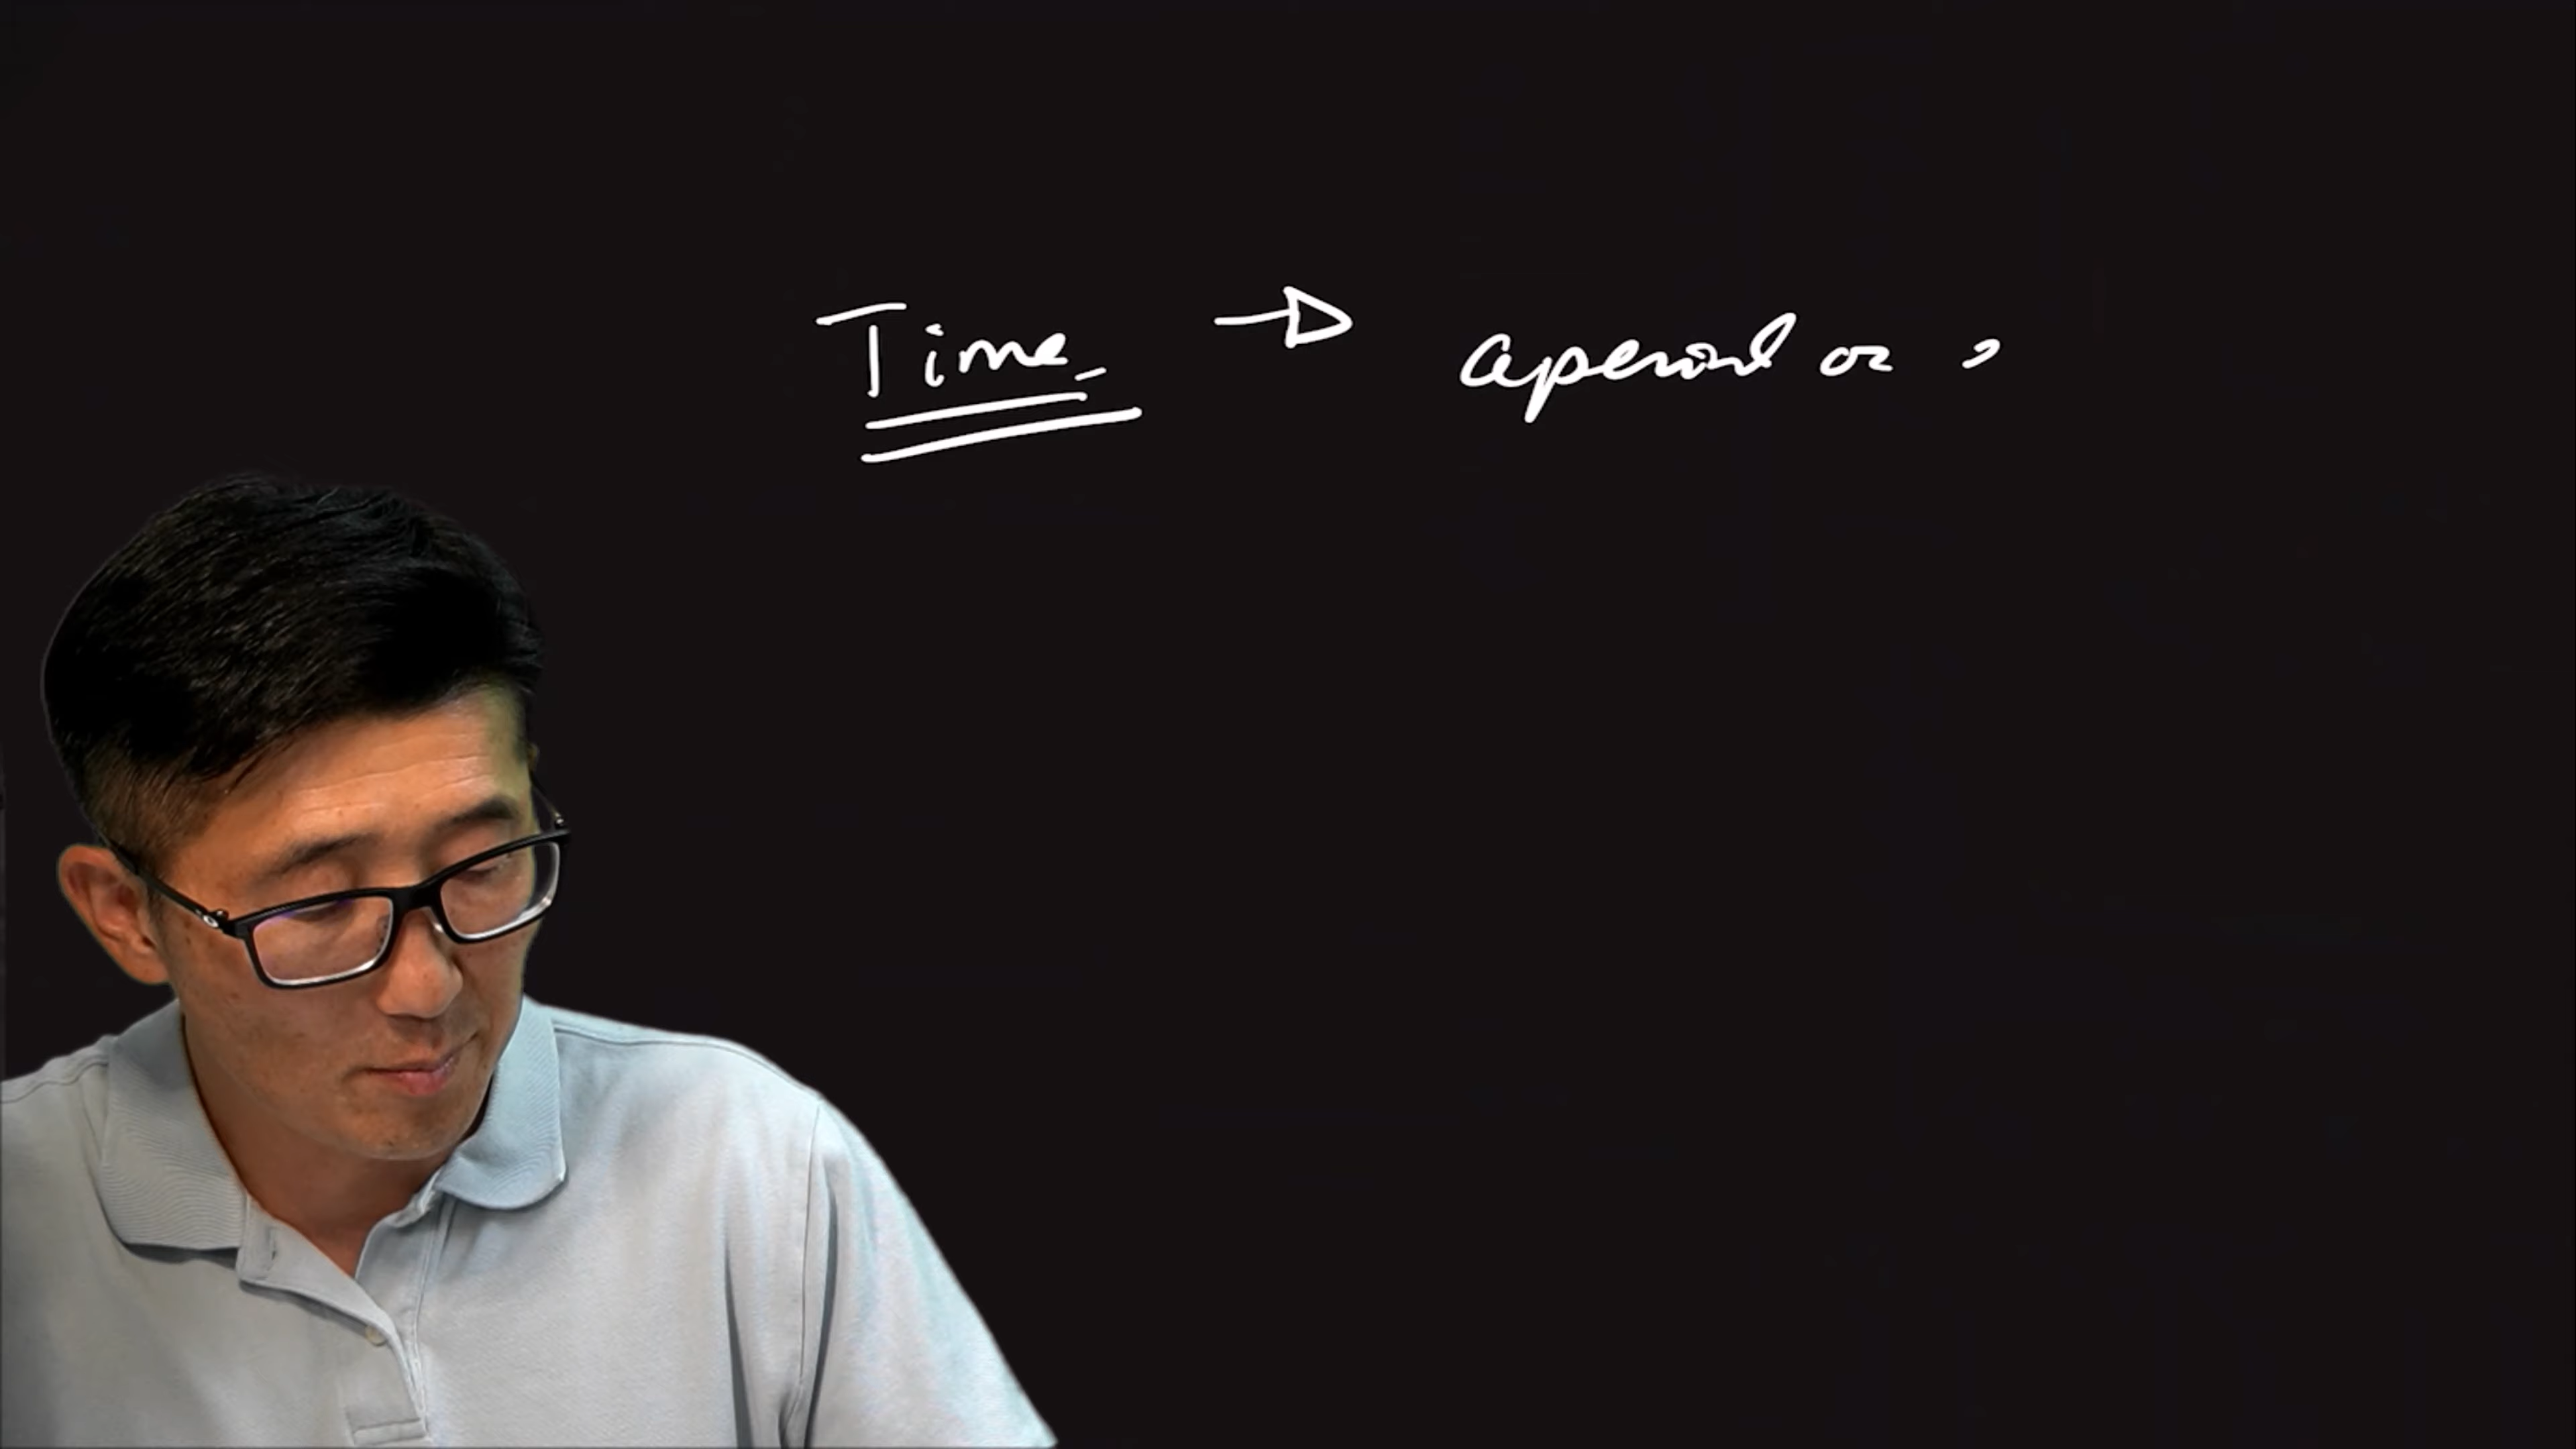 Time → aperiod or